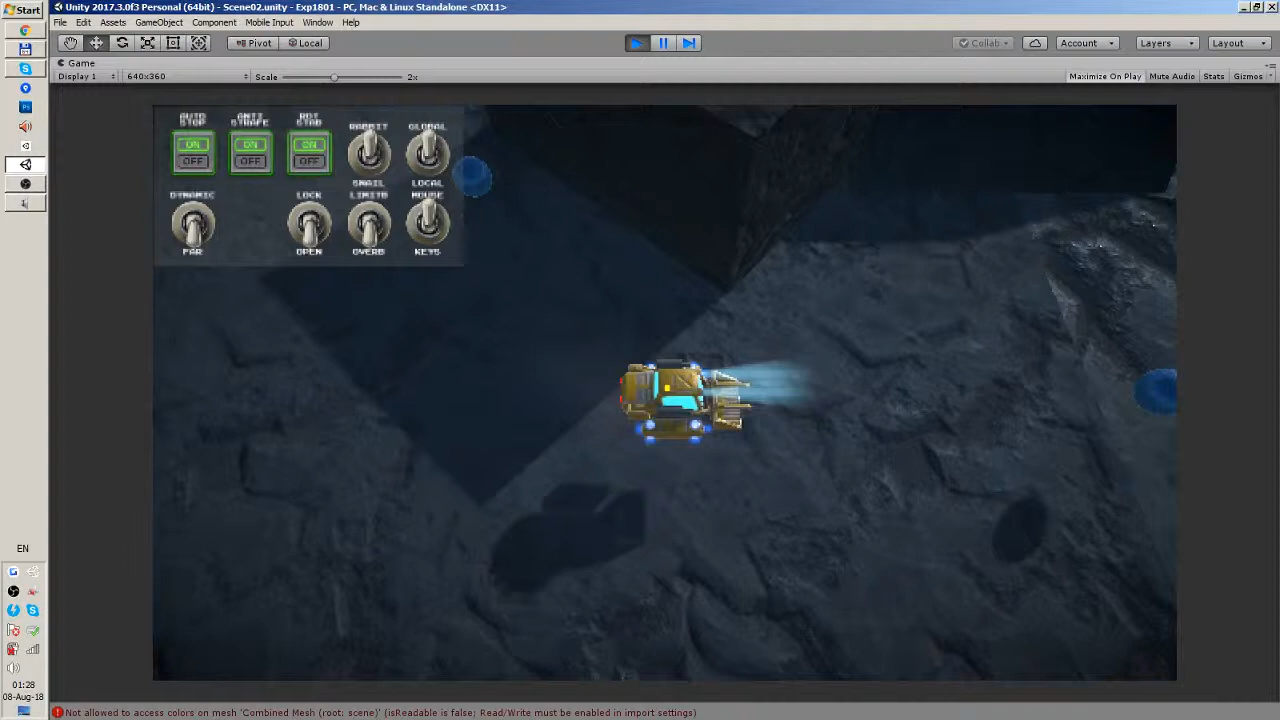 Start
Unity 2017.3.0f3 Personal (64bit) - Scene02.unity - Exp1801 - PC, Mac & Linux Standalone <DX11>
File Edit Assets GameObject Component Mobile Input Window Help
Pivot Local Collab Account Layers Layout
Game
Display 1 640x360 Scale 2x Maximize On Play Mute Audio Stats Gizmos
AUTO STOP
ANTI STRAFE
ROT STAB
RABBIT
GLOBAL
ON ON ON
OFF OFF OFF
SNAIL LOCAL
DYNAMIC LOCK LIMITD MOUSE
OPEN OVERB KEYS
Ps
EN
01:28
08-Aug-18
Not allowed to access colors on mesh 'Combined Mesh (root: scene)' (isReadable is false; Read/Write must be enabled in import settings)